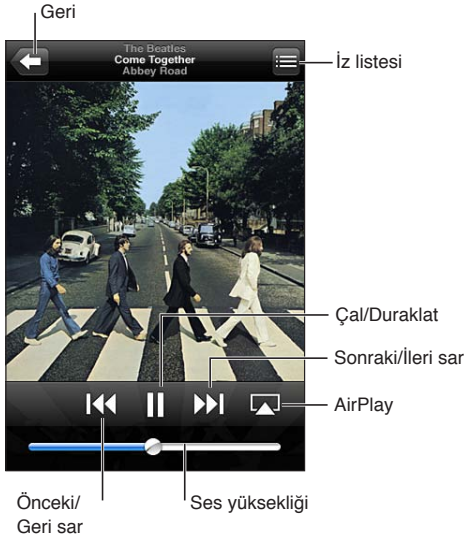 Geri
The Beatles
Come Together
Abbey Road
İz listesi
Çal/Duraklat
Sonraki/İleri sar
AirPlay
Önceki/
Geri sar
Ses yüksekliği